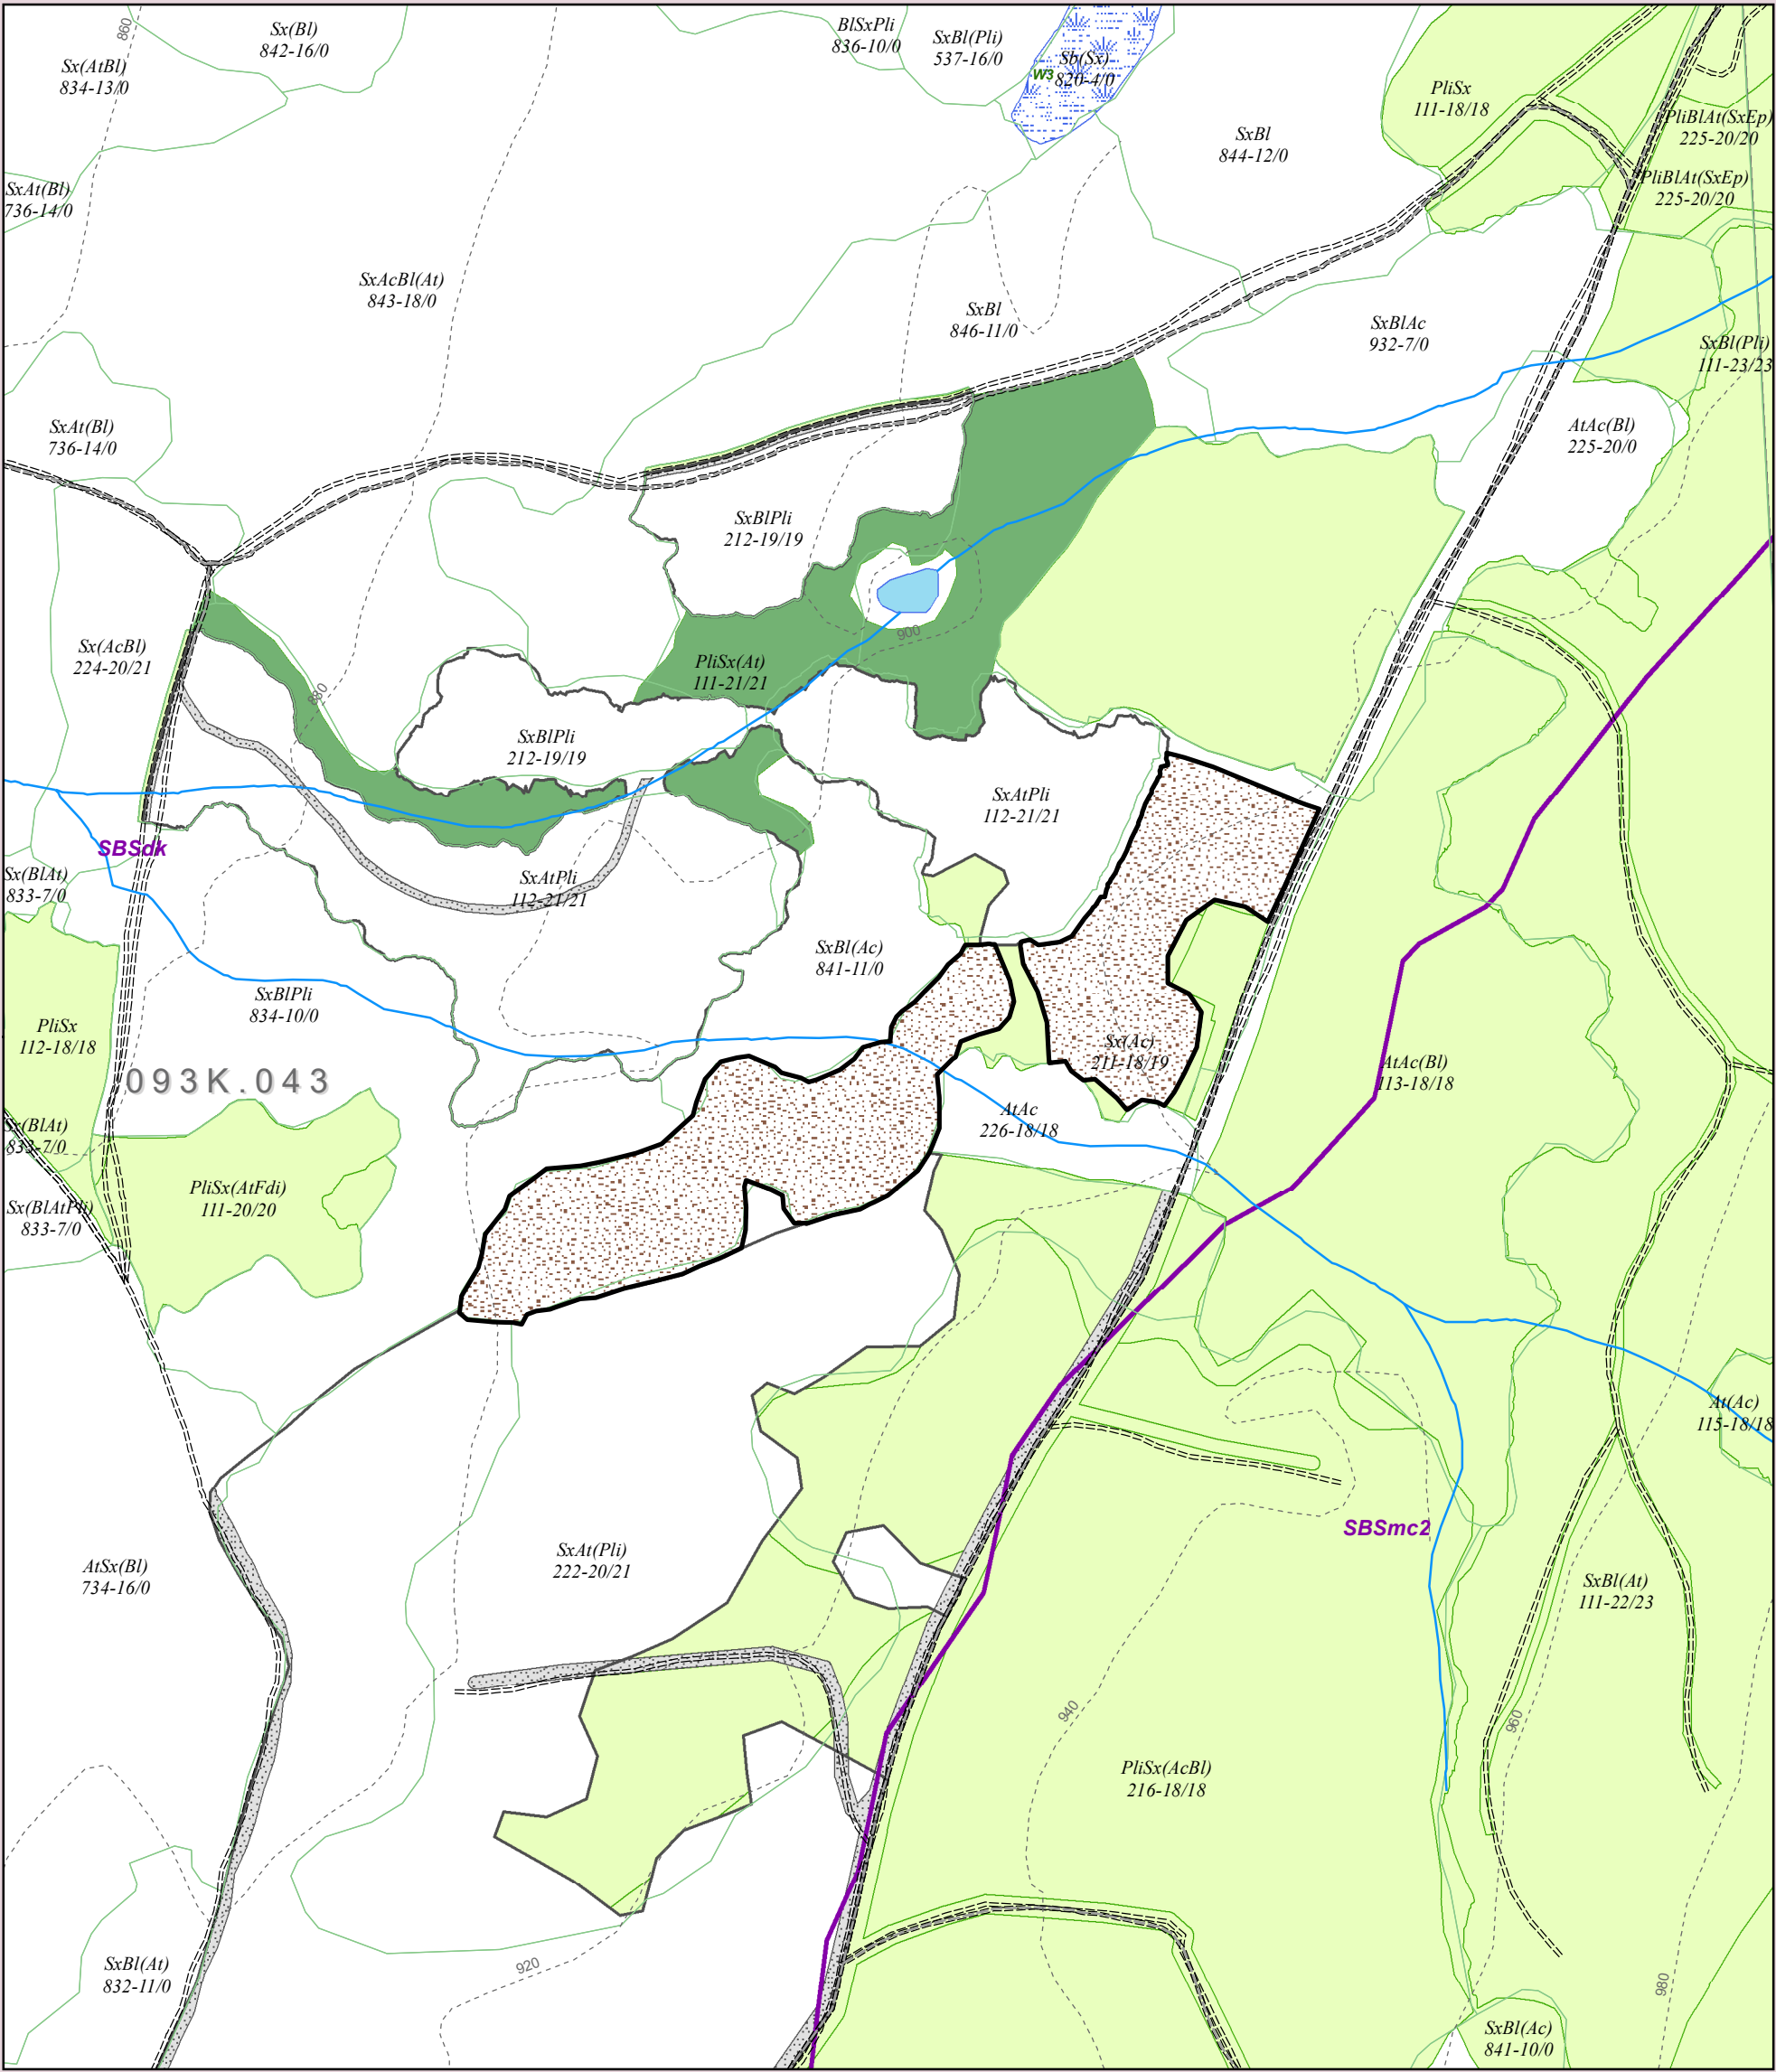 860
Sx(Bl)
842-16/0
BlSxPli
836-10/0
SxBl(Pli)
537-16/0
Sx(AtBl)
834-13/0
W3
Sb(Sx)
820-4/0
PliSx
111-18/18
PliBlAt(SxEp)
225-20/20
SxBl
844-12/0
PliBlAt(SxEp)
225-20/20
SxAt(Bl)
736-14/0
SxAcBl(At)
843-18/0
SxBl
846-11/0
SxBlAc
932-7/0
SxBl(Pli)
111-23/23
SxAt(Bl)
736-14/0
AtAc(Bl)
225-20/0
SxBlPli
212-19/19
900
Sx(AcBl)
224-20/21
PliSx(At)
111-21/21
880
SxBlPli
212-19/19
SxAtPli
112-21/21
SBSdk
Sx(BlAt)
833-7/0
SxAtPli
112-21/21
SxBl(Ac)
841-11/0
SxBlPli
834-10/0
PliSx
112-18/18
Sx(Ac)
211-18/19
AtAc(Bl)
113-18/18
093K.043
AtAc
226-18/18
Sx(BlAt)
833-7/0
PliSx(AtFdi)
111-20/20
Sx(BlAtPli)
833-7/0
At(Ac)
115-18/18
SBSmc2
SxAt(Pli)
222-20/21
AtSx(Bl)
734-16/0
SxBl(At)
111-22/23
940
960
PliSx(AcBl)
216-18/18
SxBl(At)
832-11/0
920
980
SxBl(Ac)
841-10/0